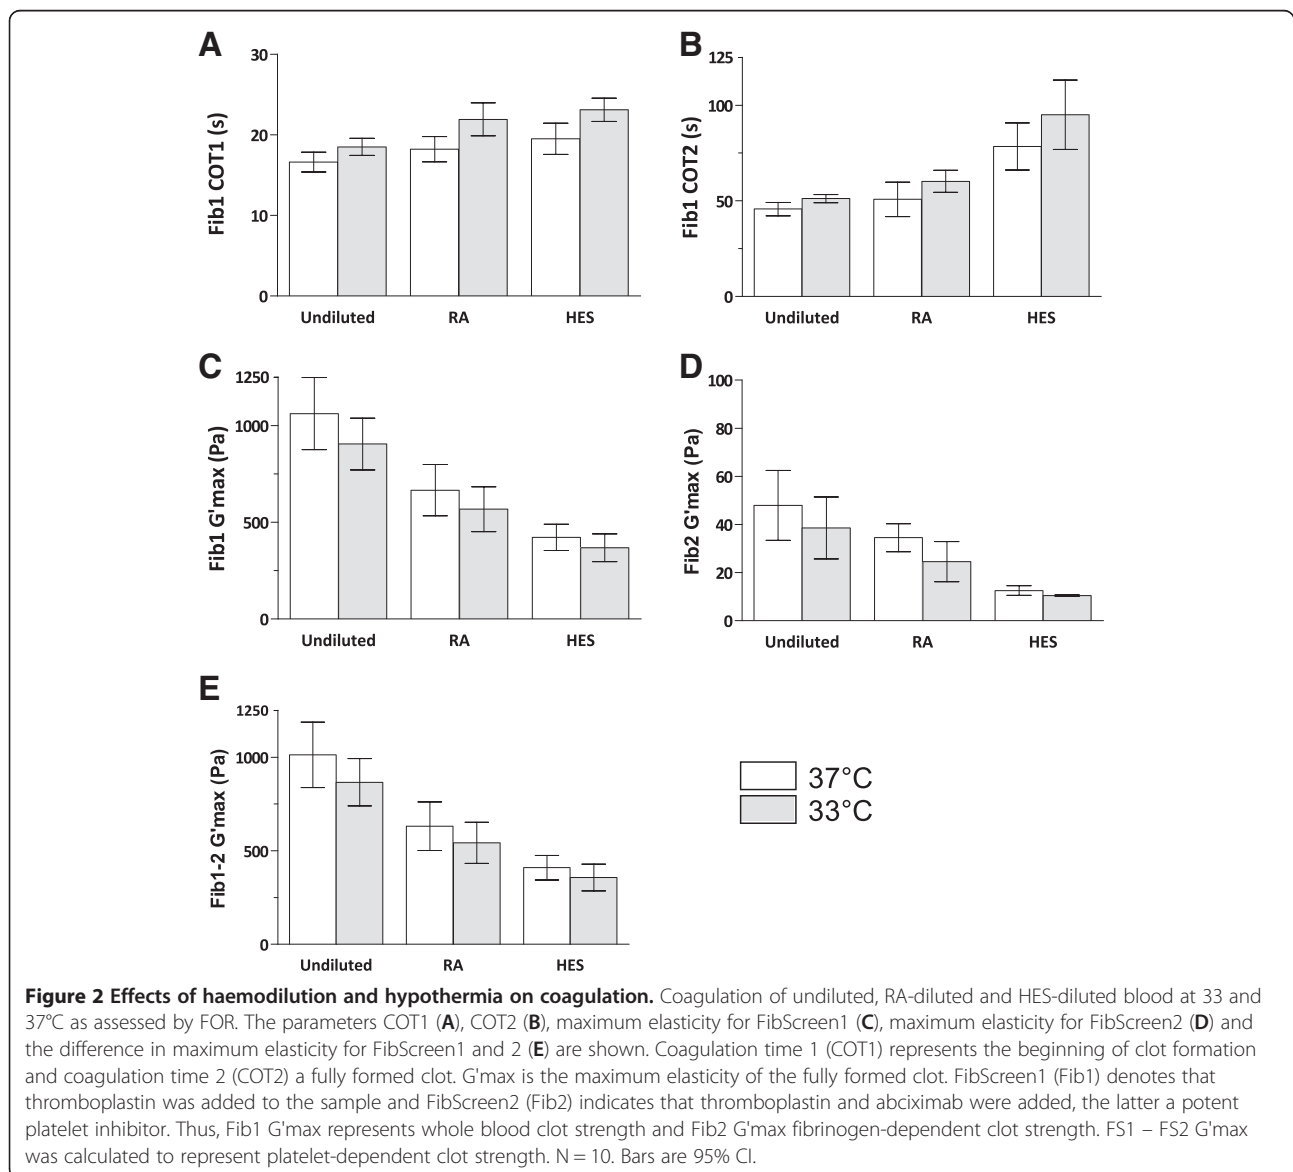 A
30
20
10
0
Fib1 COT1 (s)
Undiluted RA HES
B
125
100
50
0
Fib1 COT2 (s)
Undiluted RA HES
C
1250
1000
500
0
Fib1 G'max (Pa)
Undiluted RA HES
D
100
80
60
40
20
0
Fib2 G'max (Pa)
Undiluted RA HES
E
1250
1000
500
0
Fib1-2 G'max (Pa)
Undiluted RA HES
37°C
33°C
Figure 2 Effects of haemodilution and hypothermia on coagulation. Coagulation of undiluted, RA-diluted and HES-diluted blood at 33 and
37°C as assessed by FOR. The parameters COT1 (A), COT2 (B), maximum elasticity for FibScreen1 (C), maximum elasticity for FibScreen2 (D) and
the difference in maximum elasticity for FibScreen1 and 2 (E) are shown. Coagulation time 1 (COT1) represents the beginning of clot formation
and coagulation time 2 (COT2) a fully formed clot. G'max is the maximum elasticity of the fully formed clot. FibScreen1 (Fib1) denotes that
thromboplastin was added to the sample and FibScreen2 (Fib2) indicates that thromboplastin and abciximab were added, the latter a potent
platelet inhibitor. Thus, Fib1 G'max represents whole blood clot strength and Fib2 G'max fibrinogen-dependent clot strength. FS1 – FS2 G'max
was calculated to represent platelet-dependent clot strength. N = 10. Bars are 95% CI.